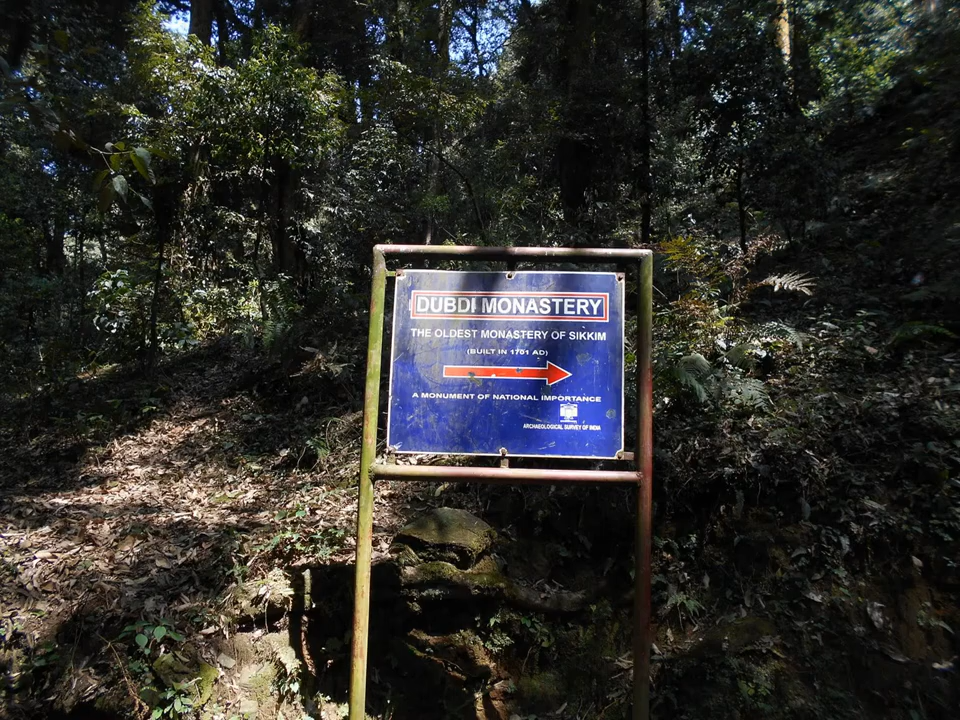 DUBDI MONASTERY
THE OLDEST MONASTERY OF SIKKIM
(BUILT IN 1701 AD)
A MONUMENT OF NATIONAL IMPORTANCE
ARCHAEOLOGICAL SURVEY OF INDIA